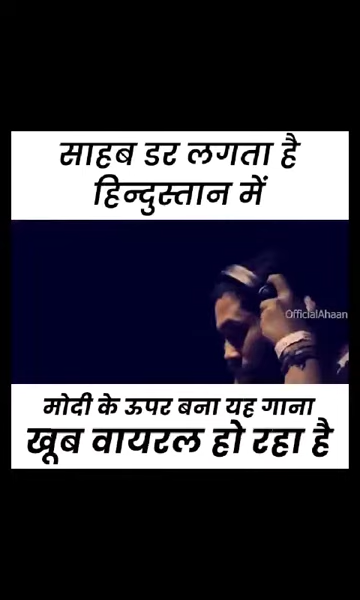 साहब डर लगता है
हिन्दुस्तान में
OfficialAhaan
मोदी के ऊपर बना यह गाना
खूब वायरल हो रहा है